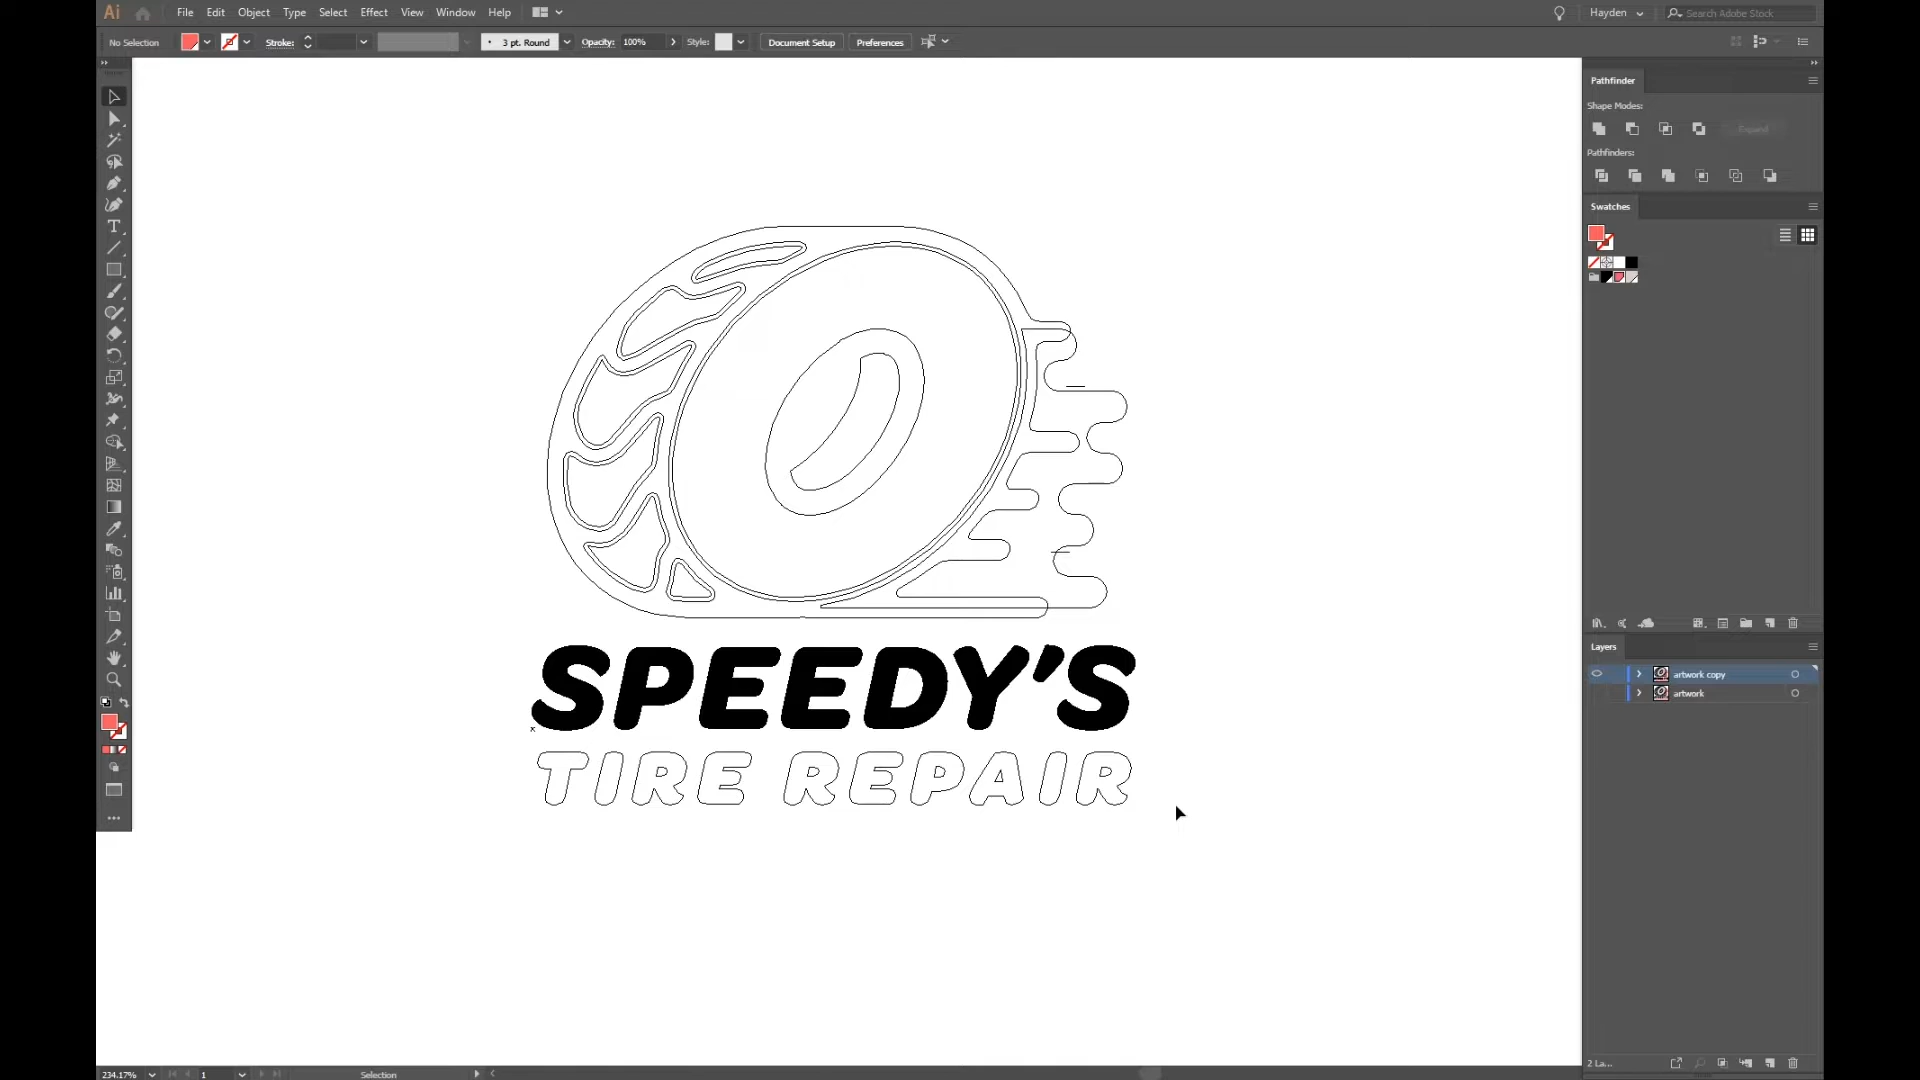 Ai File Edit Object Type Select Effect View Window Help Hayden Search Adobe Stock
No Selection Stroke: 3 pt. Round Opacity: 100% Style: Document Setup Preferences
Pathfinder
Shape Modes:
Expand
Pathfinders:
Swatches
SPEEDY'S
TIRE REPAIR
Layers
artwork copy
artwork
2 La...
234.17% 1 Selection